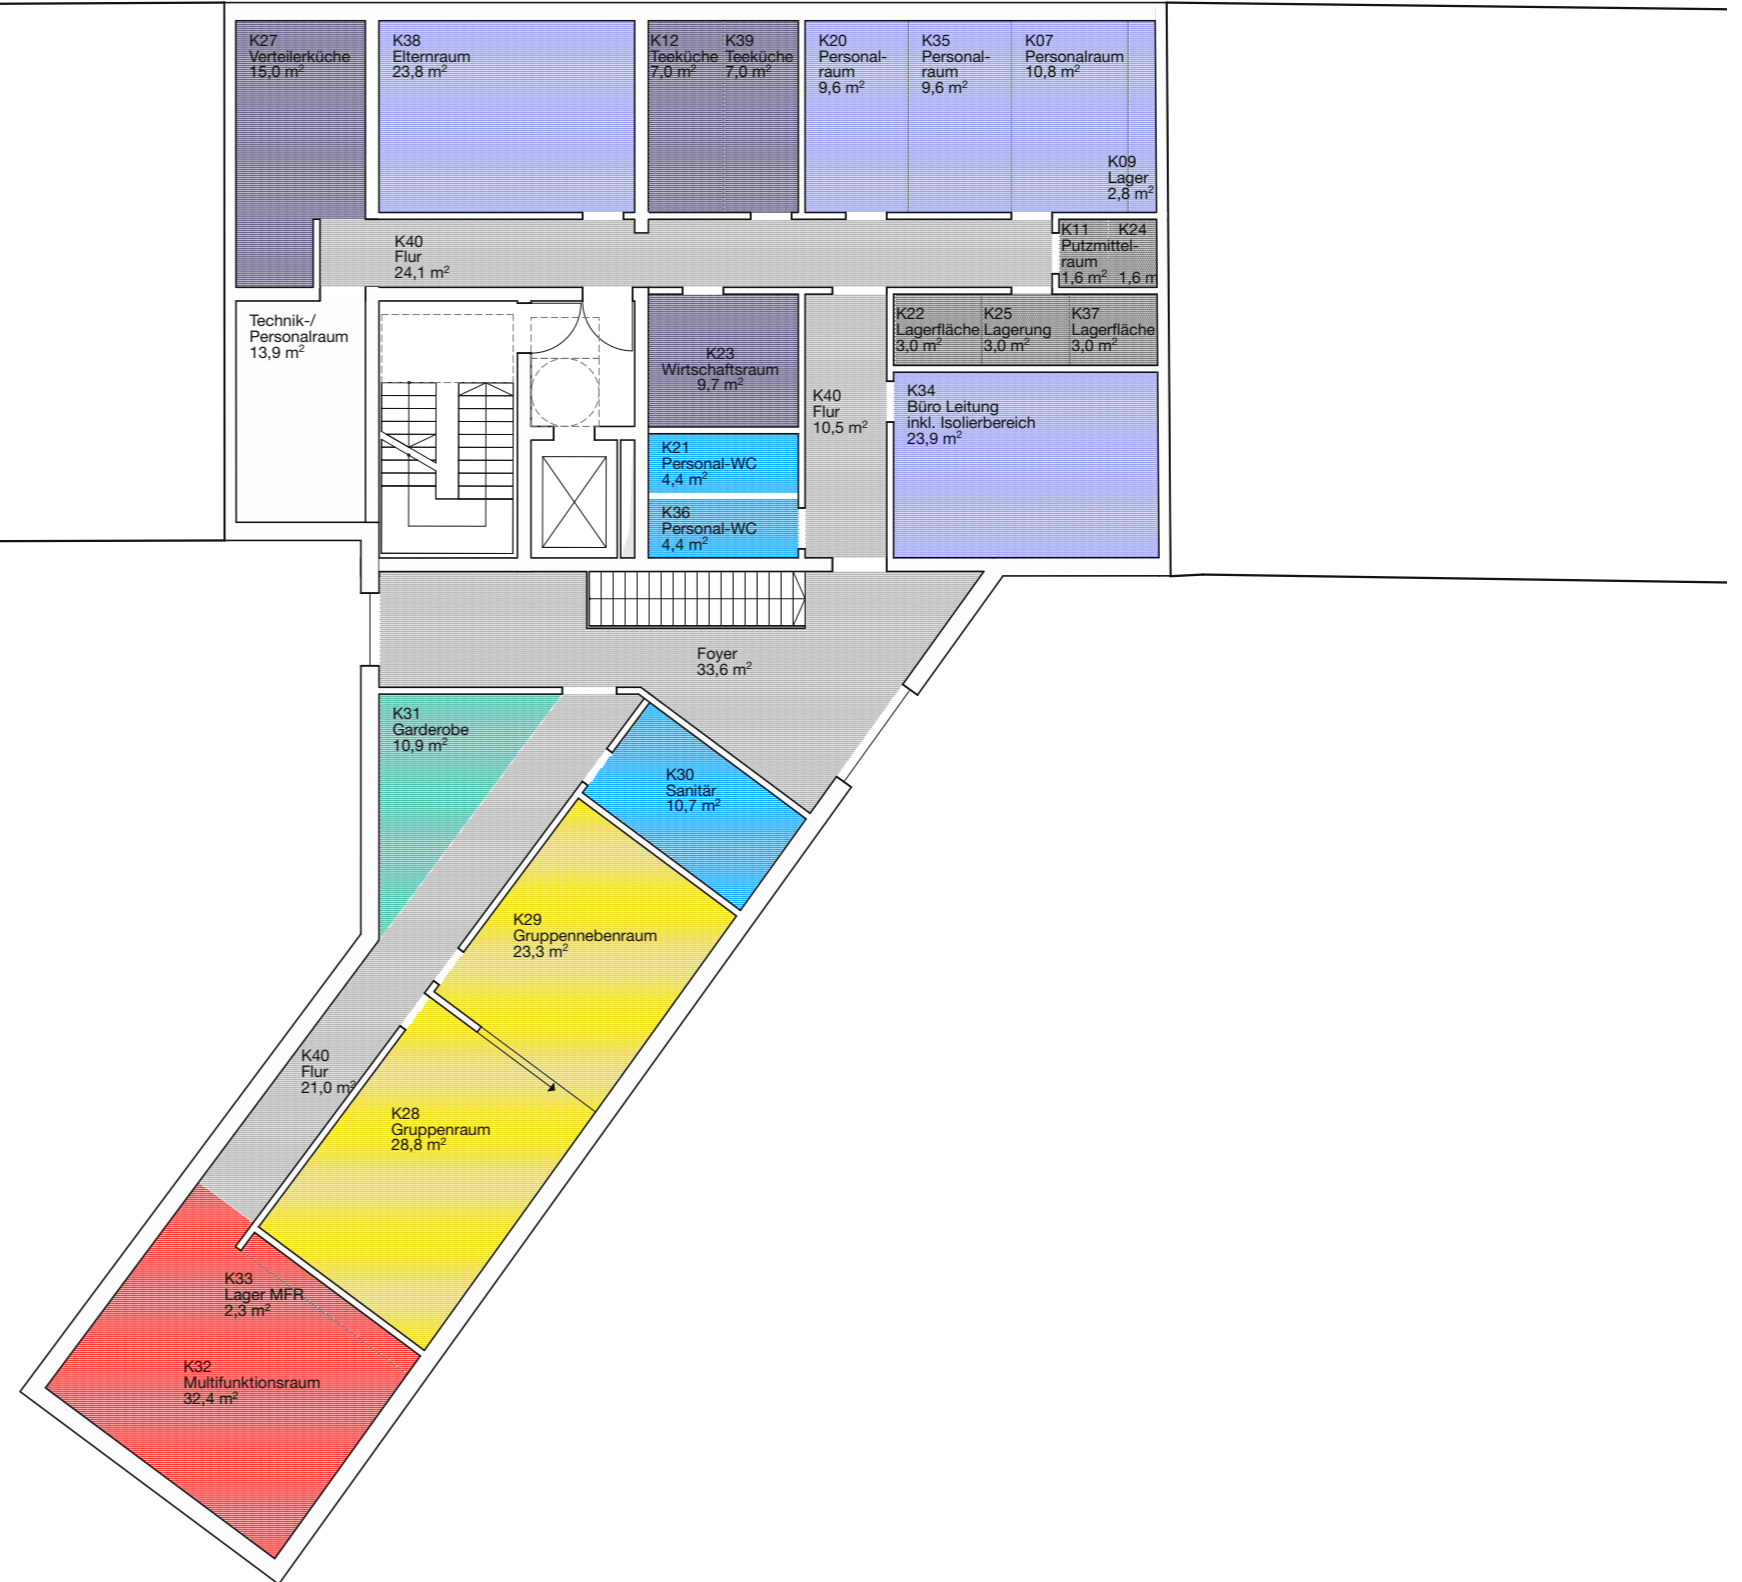 K27
Verteilerküche
15,0 m²
K38
Elternraum
23,8 m²
K12
Teeküche
7,0 m²
K39
Teeküche
7,0 m²
K20
Personal-
raum
9,6 m²
K35
Personal-
raum
9,6 m²
K07
Personalraum
10,8 m²
K09
Lager
2,8 m²
K40
Flur
24,1 m²
K11 K24
Putzmittel-
raum
1,6 m² 1,6 m
Technik-/
Personalraum
13,9 m²
K23
Wirtschaftsraum
9,7 m²
K22
Lagerfläche
3,0 m²
K25
Lagerung
3,0 m²
K37
Lagerfläche
3,0 m²
K40
Flur
10,5 m²
K34
Büro Leitung
inkl. Isolierbereich
23,9 m²
K21
Personal-WC
4,4 m²
K36
Personal-WC
4,4 m²
Foyer
33,6 m²
K31
Garderobe
10,9 m²
K30
Sanitär
10,7 m²
K29
Gruppennebenraum
23,3 m²
K40
Flur
21,0 m²
K28
Gruppenraum
28,8 m²
K33
Lager MFR
2,3 m²
K32
Multifunktionsraum
32,4 m²